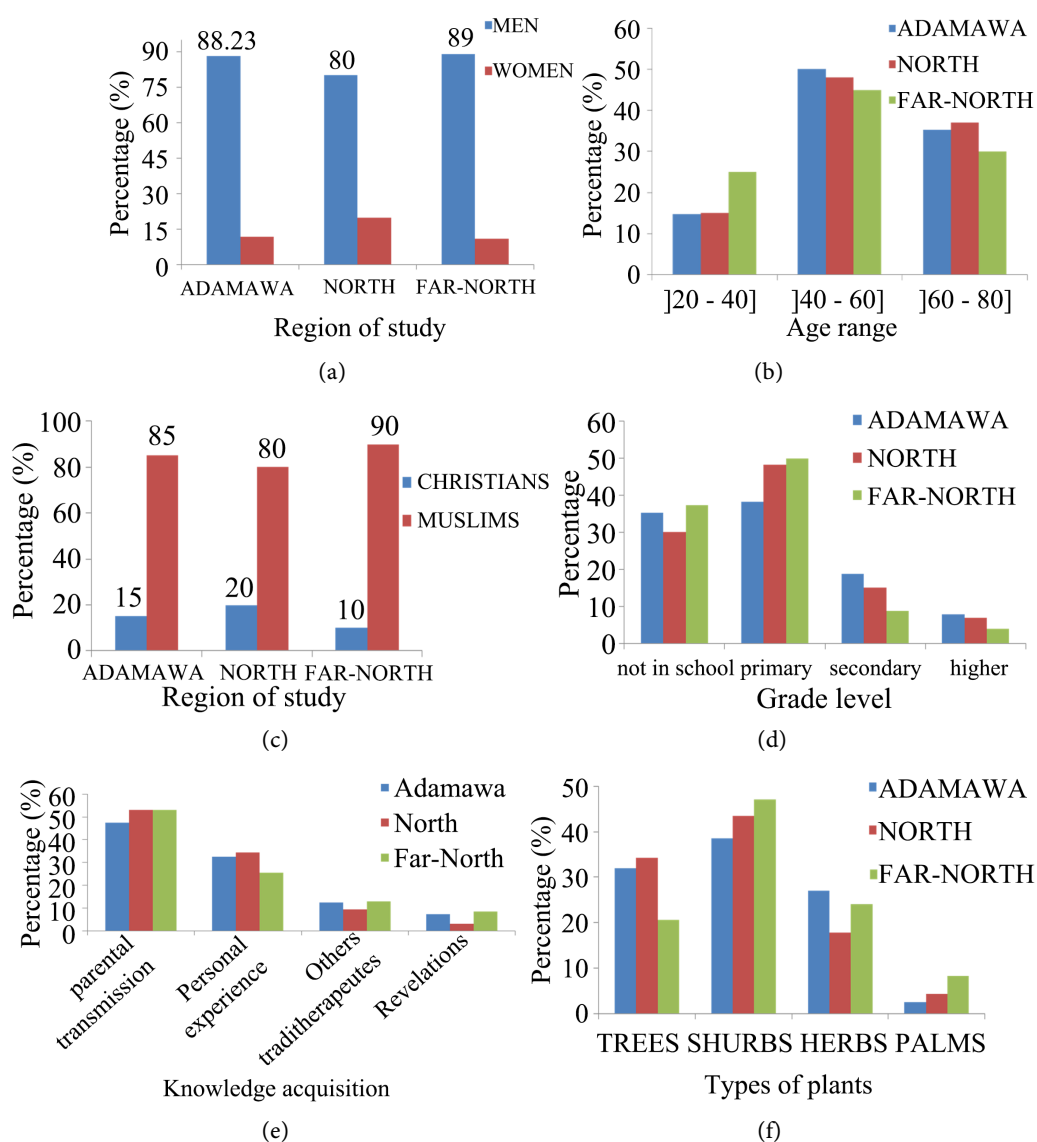 MEN
WOMEN
88.23
80
89
90
75
60
45
30
15
0
Percentage (%)
ADAMAWA NORTH FAR-NORTH
Region of study
(a)
ADAMAWA
NORTH
FAR-NORTH
60
50
40
30
20
10
0
Percentage (%)
]20 - 40] ]40 - 60] ]60 - 80]
Age range
(b)
100
80
60
40
20
0
Percentage (%)
15
85
20
80
10
90
CHRISTIANS
MUSLIMS
ADAMAWA NORTH FAR-NORTH
Region of study
(c)
ADAMAWA
NORTH
FAR-NORTH
60
50
40
30
20
10
0
Percentage
not in school primary secondary higher
Grade level
(d)
Adamawa
North
Far-North
60
50
40
30
20
10
0
Percentage (%)
parental
transmission
Personal
experience
Others
traditherapeutes
Revelations
Knowledge acquisition
(e)
ADAMAWA
NORTH
FAR-NORTH
50
40
30
20
10
0
Percentage (%)
TREES SHURBS HERBS PALMS
Types of plants
(f)